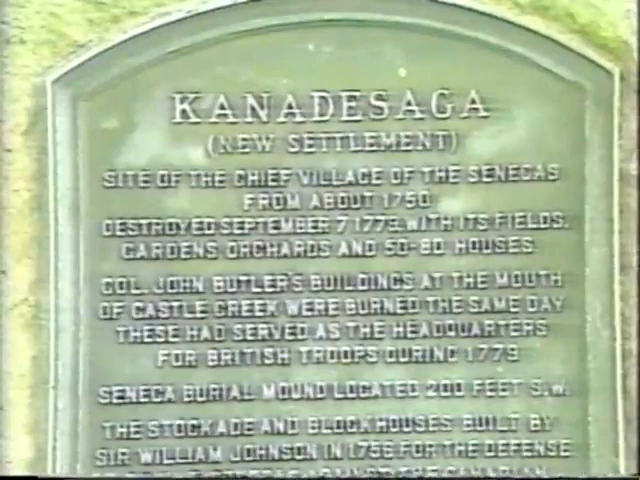 KANADESAGA
(NEW SETTLEMENT)
SITE OF THE CHIEF VILLAGE OF THE SENECAS
FROM ABOUT 1750
DESTROYED SEPTEMBER 7 1779, WITH ITS FIELDS,
GARDENS, ORCHARDS AND 50-80 HOUSES
COL. JOHN BUTLER'S BUILDINGS AT THE MOUTH
OF CASTLE CREEK WERE BURNED THE SAME DAY
THESE HAD SERVED AS THE HEADQUARTERS
FOR BRITISH TROOPS DURING 1779
SENECA BURIAL MOUND LOCATED 200 FEET S.W.
THE STOCKADE AND BLOCKHOUSES BUILT BY
SIR WILLIAM JOHNSON IN 1756 FOR THE DEFENSE
AGAINST THE CANADIAN